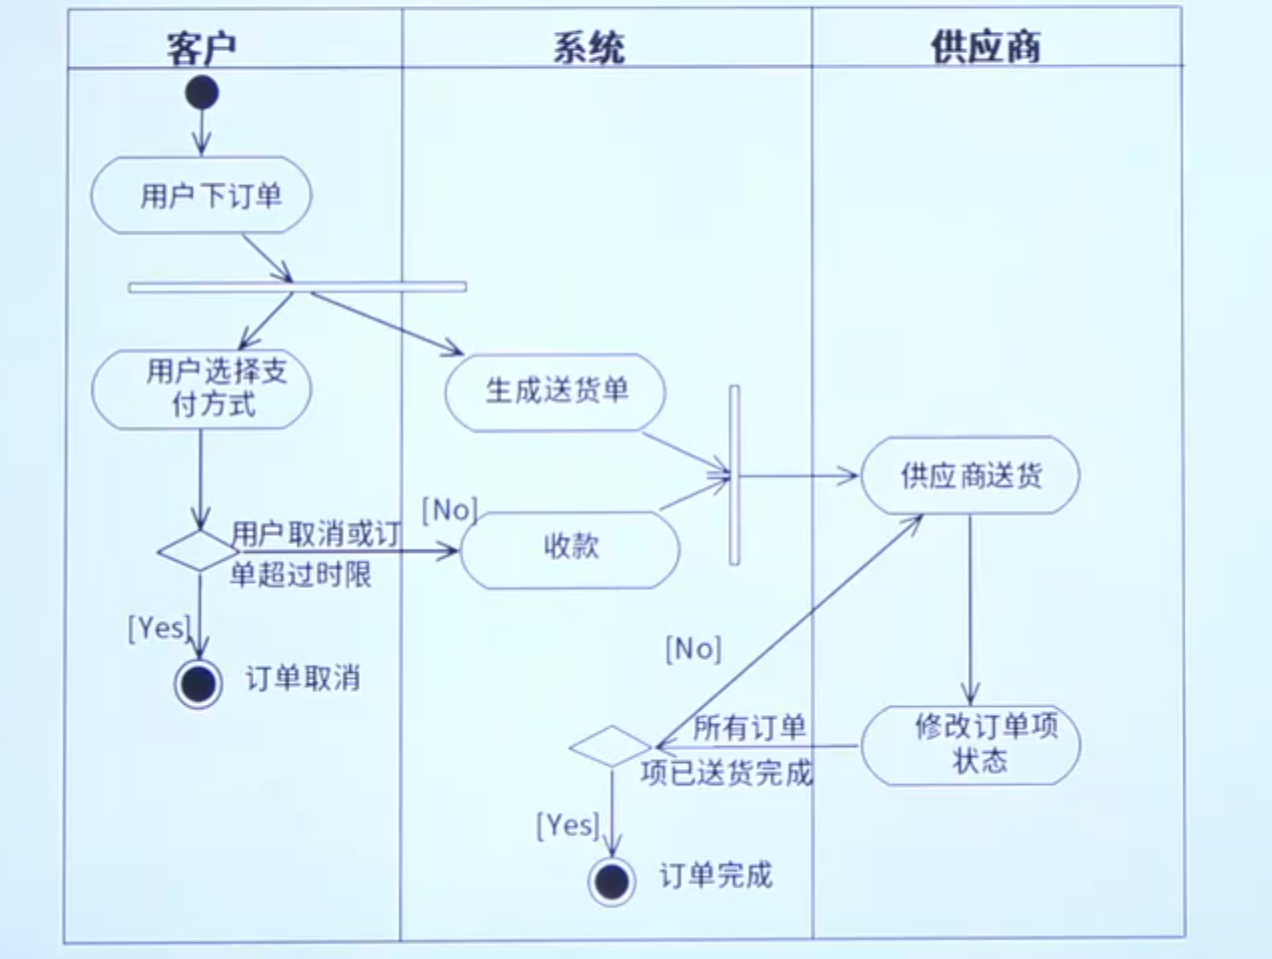 客户
系统
供应商
用户下订单
用户选择支
付方式
生成送货单
供应商送货
[No]
用户取消或订
单超过时限
收款
[Yes]
订单取消
[No]
所有订单
项已送货完成
修改订单项
状态
[Yes]
订单完成